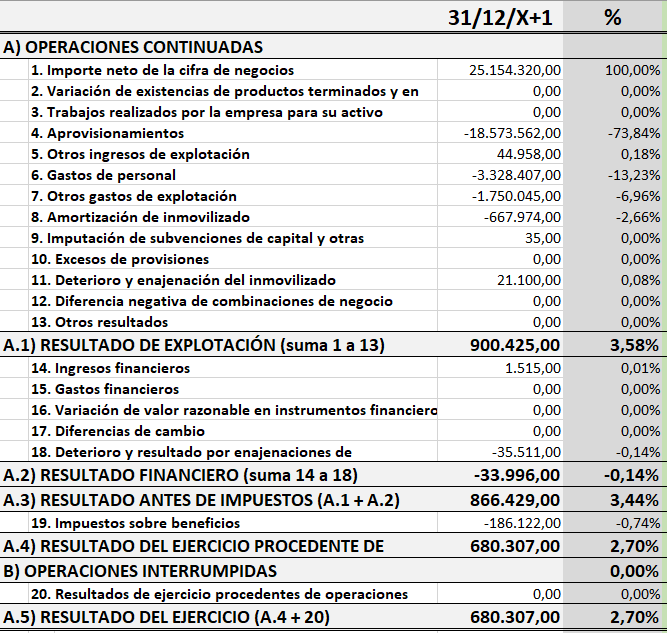 31/12/X+1 %
A) OPERACIONES CONTINUADAS
1. Importe neto de la cifra de negocios 25.154.320,00 100,00%
2. Variación de existencias de productos terminados y en 0,00 0,00%
3. Trabajos realizados por la empresa para su activo 0,00 0,00%
4. Aprovisionamientos -18.573.562,00 -73,84%
5. Otros ingresos de explotación 44.958,00 0,18%
6. Gastos de personal -3.328.407,00 -13,23%
7. Otros gastos de explotación -1.750.045,00 -6,96%
8. Amortización de inmovilizado -667.974,00 -2,66%
9. Imputación de subvenciones de capital y otras 35,00 0,00%
10. Excesos de provisiones 0,00 0,00%
11. Deterioro y enajenación del inmovilizado 21.100,00 0,08%
12. Diferencia negativa de combinaciones de negocio 0,00 0,00%
13. Otros resultados 0,00 0,00%
A.1) RESULTADO DE EXPLOTACIÓN (suma 1 a 13) 900.425,00 3,58%
14. Ingresos financieros 1.515,00 0,01%
15. Gastos financieros 0,00 0,00%
16. Variación de valor razonable en instrumentos financiero 0,00 0,00%
17. Diferencias de cambio 0,00 0,00%
18. Deterioro y resultado por enajenaciones de -35.511,00 -0,14%
A.2) RESULTADO FINANCIERO (suma 14 a 18) -33.996,00 -0,14%
A.3) RESULTADO ANTES DE IMPUESTOS (A.1 + A.2) 866.429,00 3,44%
19. Impuestos sobre beneficios -186.122,00 -0,74%
A.4) RESULTADO DEL EJERCICIO PROCEDENTE DE 680.307,00 2,70%
B) OPERACIONES INTERRUMPIDAS 0,00%
20. Resultados de ejercicio procedentes de operaciones 0,00 0,00%
A.5) RESULTADO DEL EJERCICIO (A.4 + 20) 680.307,00 2,70%